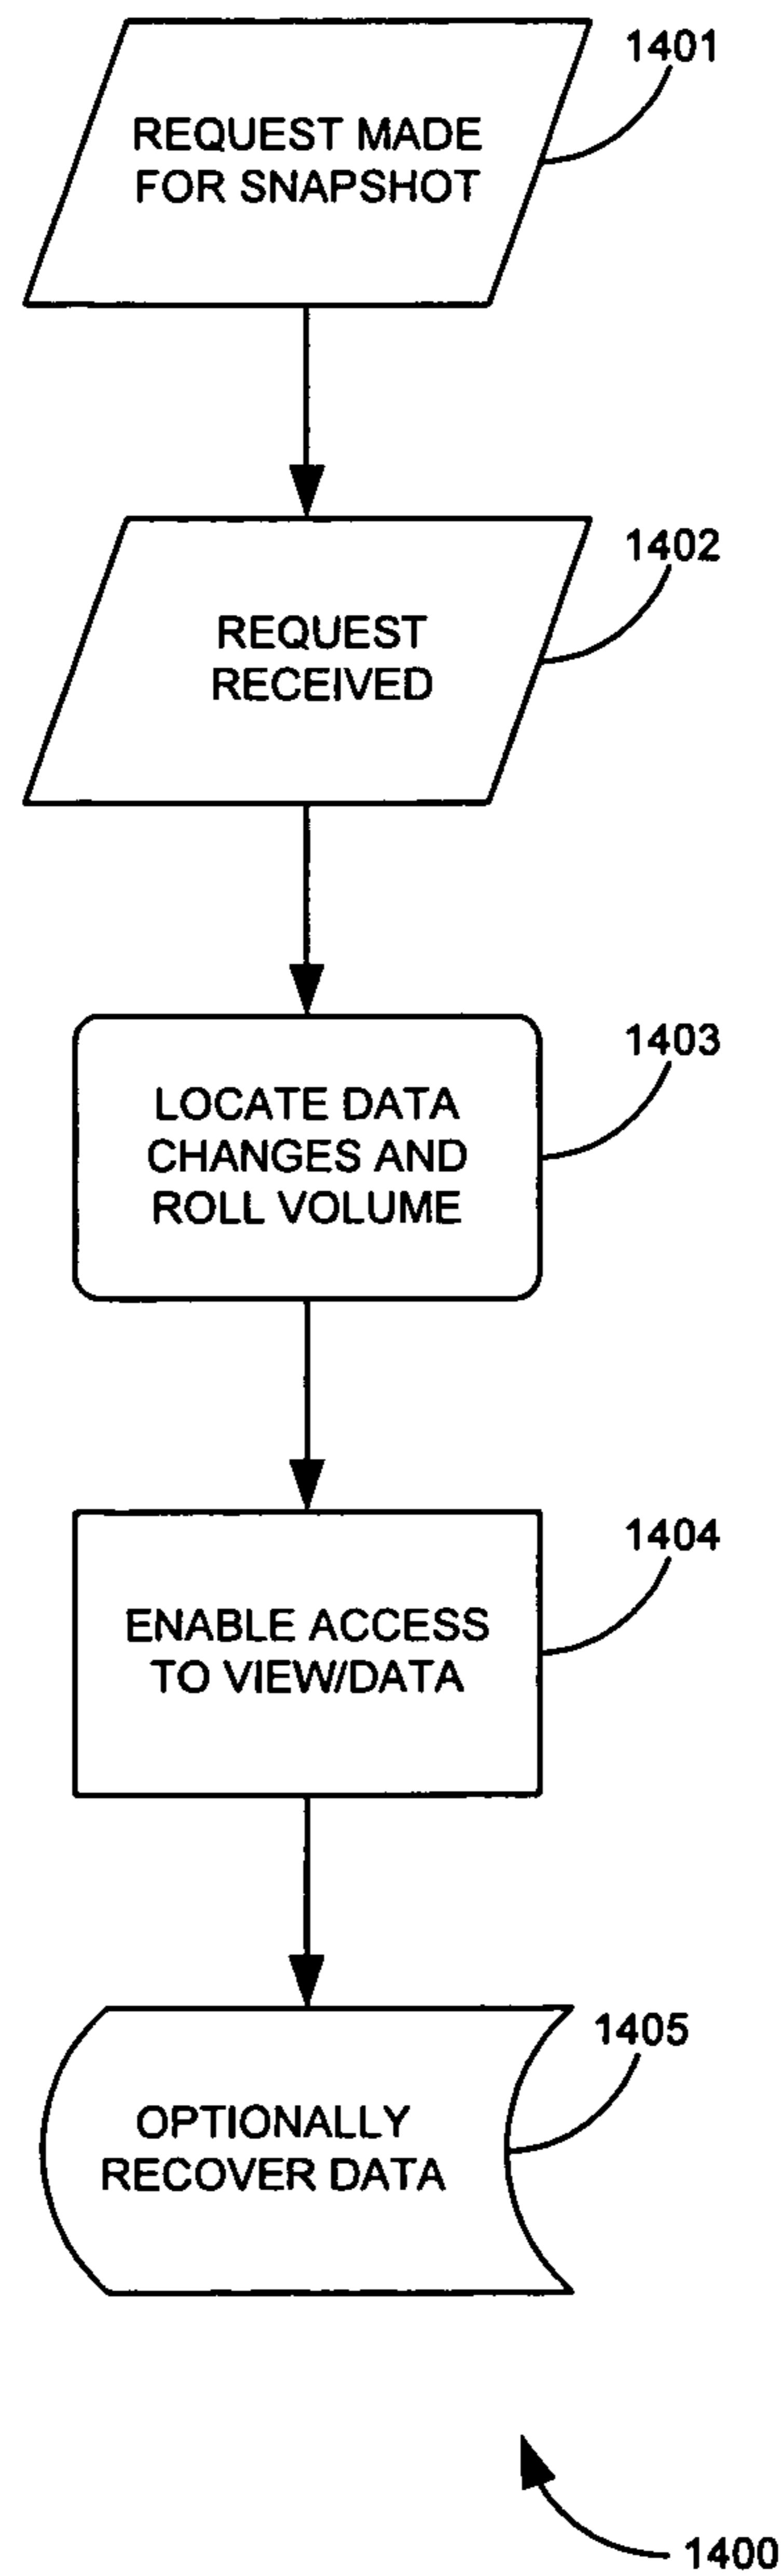 1401
REQUEST MADE
FOR SNAPSHOT
1402
REQUEST
RECEIVED
1403
LOCATE DATA
CHANGES AND
ROLL VOLUME
1404
ENABLE ACCESS
TO VIEW/DATA
1405
OPTIONALLY
RECOVER DATA
1400